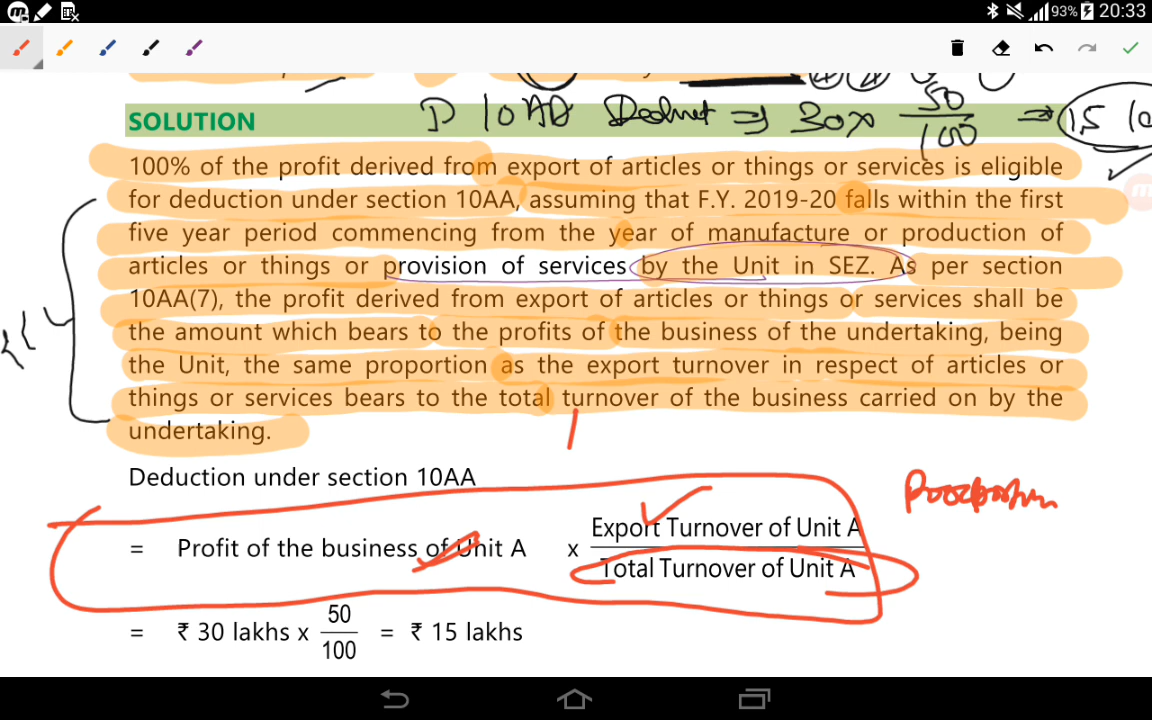 93% 20:33
10AA Deduct ⇒ 30x 50/100 ⇒ 15
SOLUTION
100% of the profit derived from export of articles or things or services is eligible
for deduction under section 10AA, assuming that F.Y. 2019-20 falls within the first
five year period commencing from the year of manufacture or production of
articles or things or provision of services by the Unit in SEZ. As per section
10AA(7), the profit derived from export of articles or things or services shall be
the amount which bears to the profits of the business of the undertaking, being
the Unit, the same proportion as the export turnover in respect of articles or
things or services bears to the total turnover of the business carried on by the
undertaking.
Deduction under section 10AA
= Profit of the business of Unit A x Export Turnover of Unit A
Total Turnover of Unit A
= ₹ 30 lakhs x 50/100 = ₹ 15 lakhs